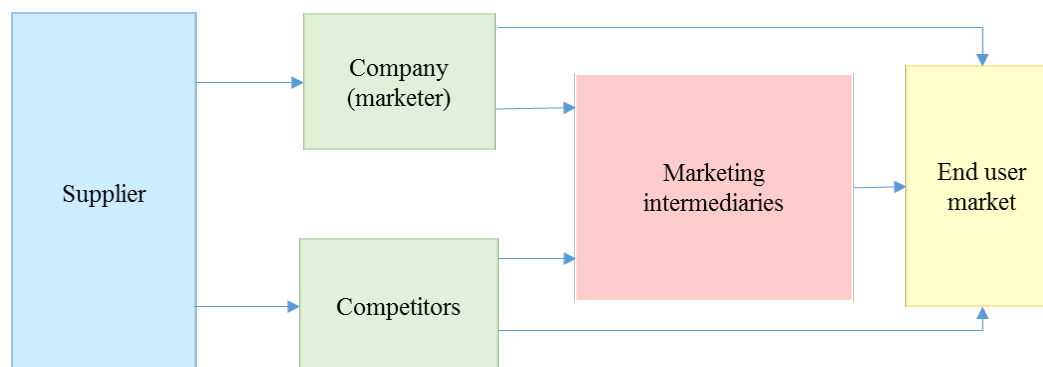 Company
(marketer)
Supplier
Marketing
intermediaries
End user
market
Competitors